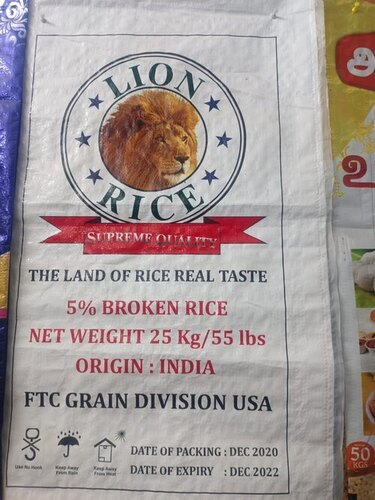 LION
RICE
SUPREME QUALITY
THE LAND OF RICE REAL TASTE
5% BROKEN RICE
NET WEIGHT 25 Kg/55 lbs
ORIGIN : INDIA
FTC GRAIN DIVISION USA
Use No Hook
Keep Away From Rain
Keep Away From Heat
DATE OF PACKING : DEC 2020
DATE OF EXPIRY : DEC 2022
50
KGs